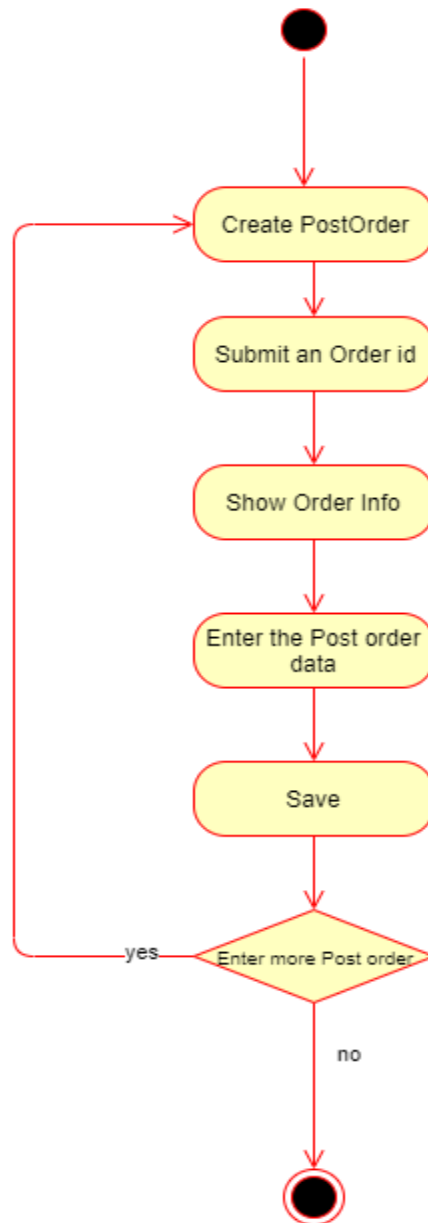 Create PostOrder
Submit an Order id
Show Order Info
Enter the Post order
data
Save
Enter more Post order
yes
no